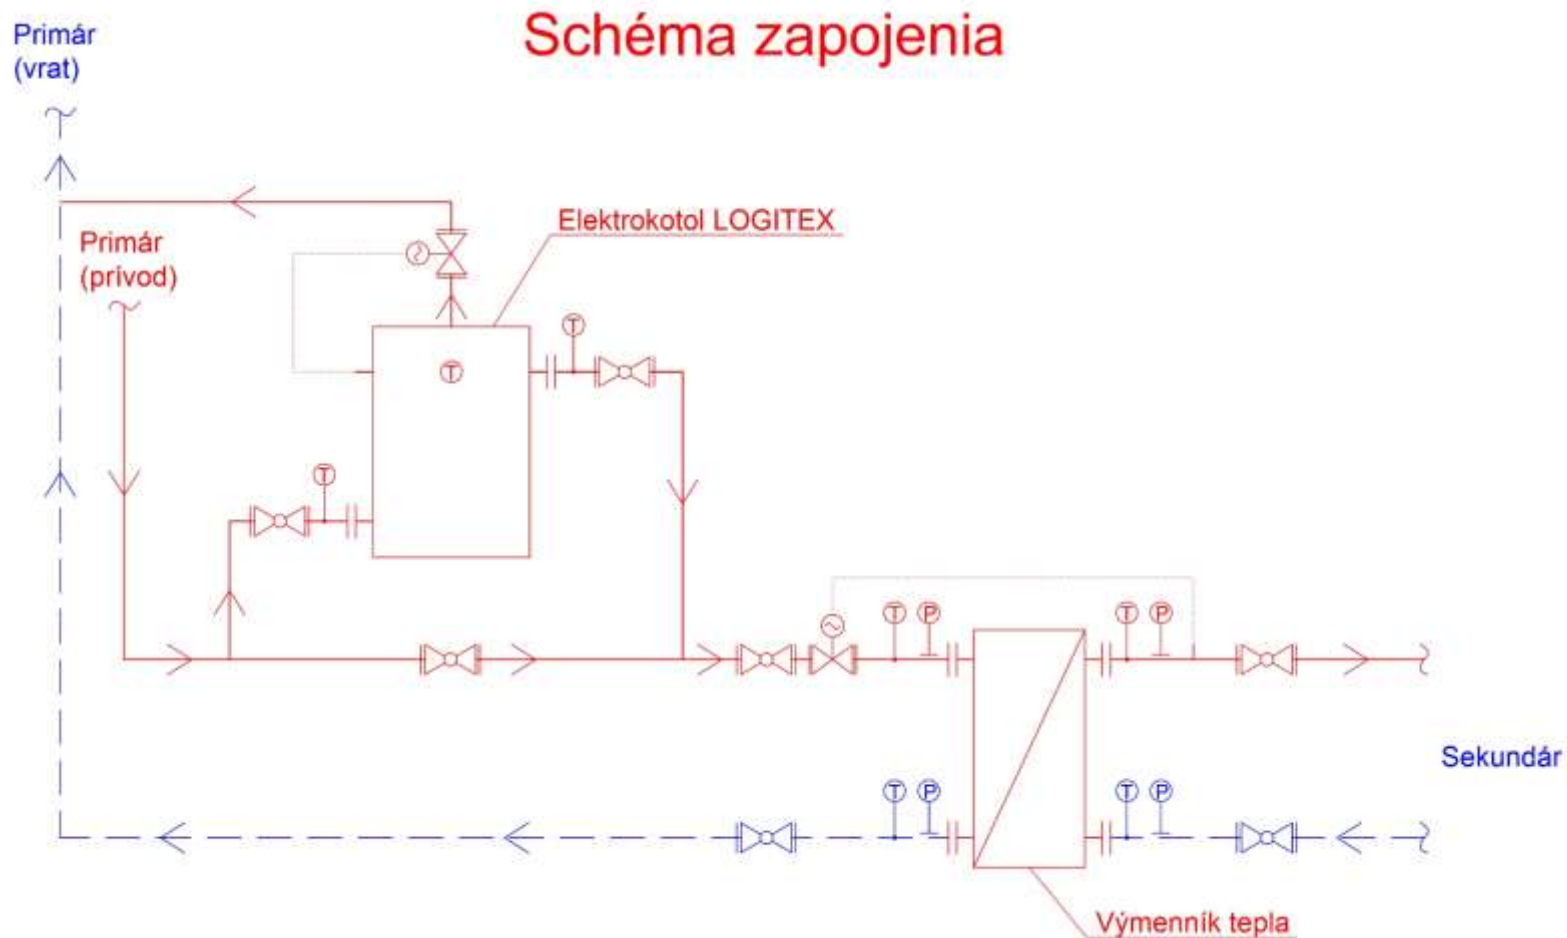 Schéma zapojenia
Primár
(vrat)
Elektrokotol LOGITEX
Primár
(prívod)
T
T
T
T
P
T
P
Sekundár
T
P
T
P
Výmenník tepla